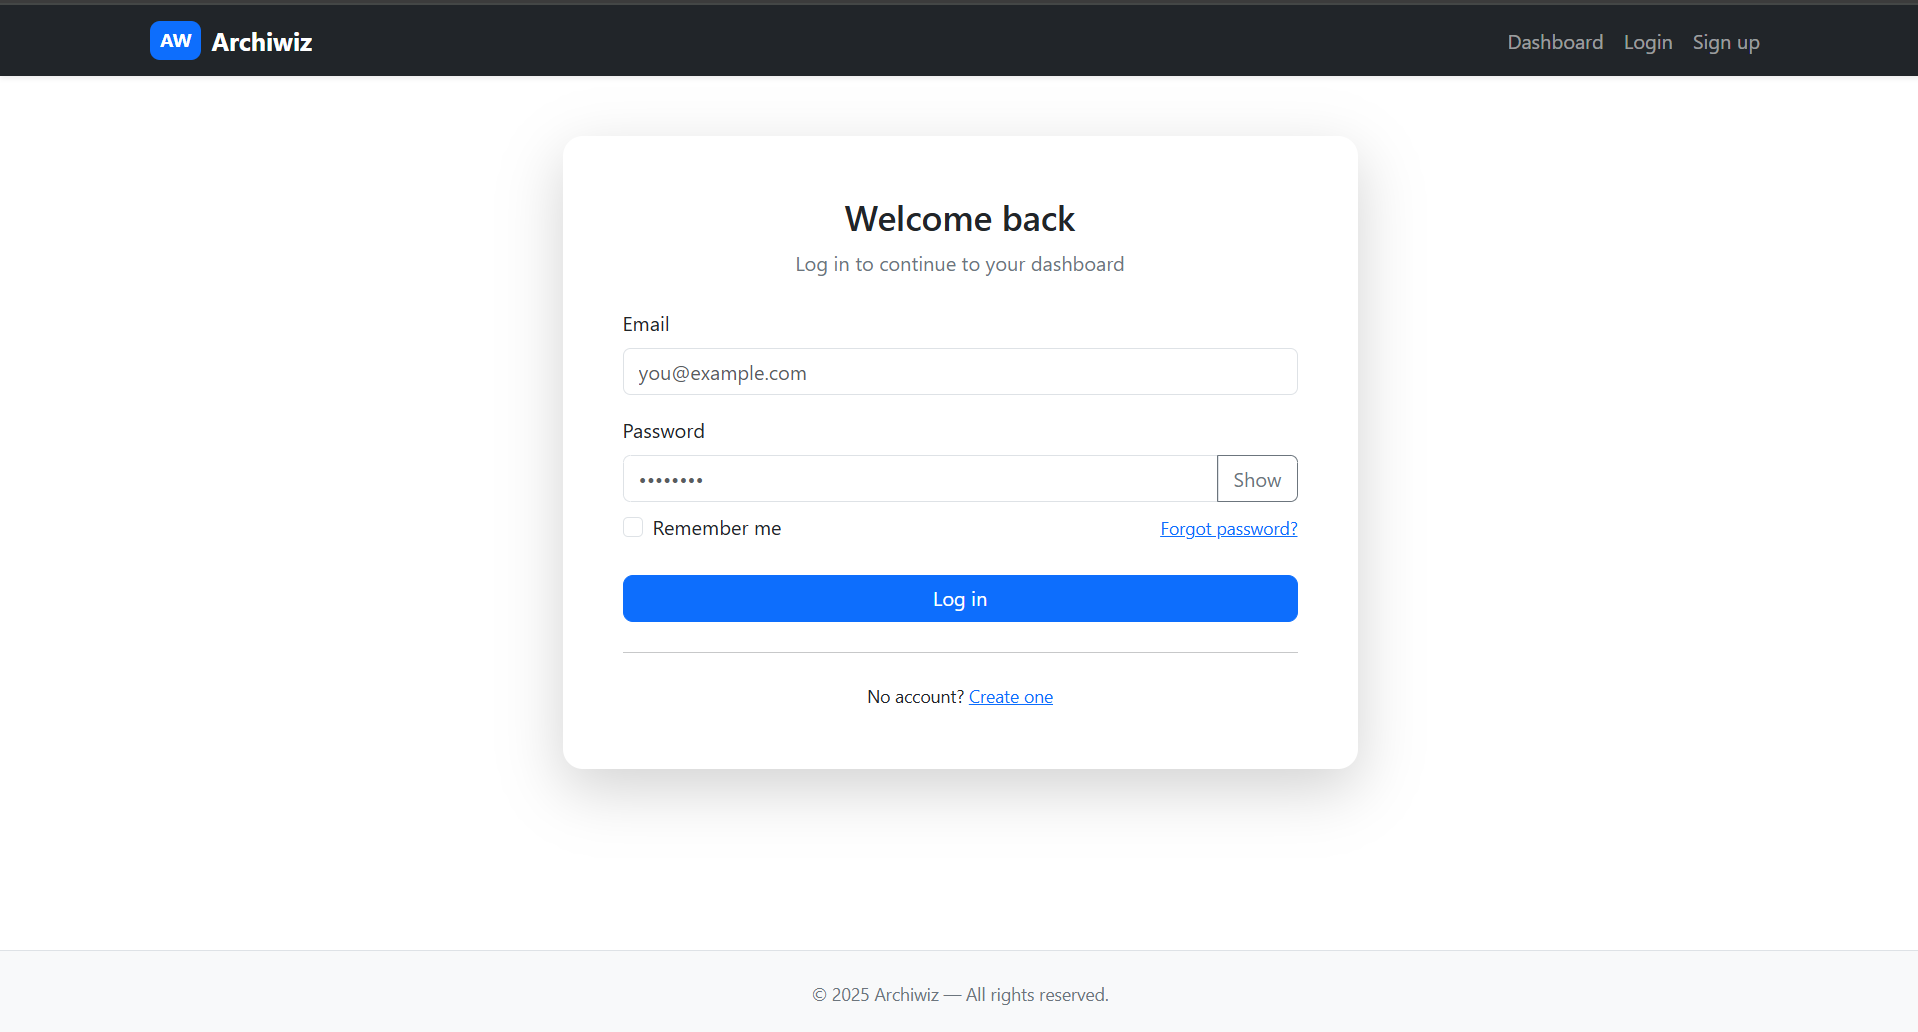 AW Archiwiz
Dashboard Login Sign up
Welcome back
Log in to continue to your dashboard
Email
you@example.com
Password
•••••••• Show
Remember me Forgot password?
Log in
No account? Create one
© 2025 Archiwiz — All rights reserved.